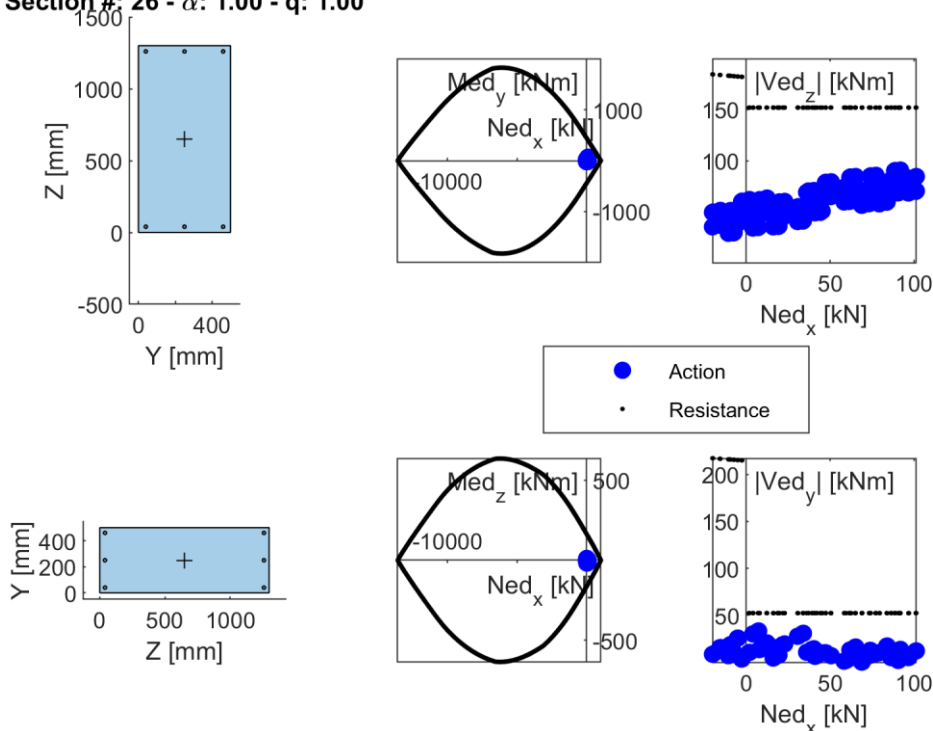 Section #: 26 - α: 1.00 - q: 1.00
1500
1000
500
0
-500
Z [mm]
0 400
Y [mm]
Med_y [kNm]
1000
Ned_x [kN]
-10000
-1000
|Ved_z| [kNm]
150
100
0 50 100
Ned_x [kN]
Action
Resistance
400
200
0
Y [mm]
0 500 1000
Z [mm]
Med_z [kNm]
500
-10000
Ned_x [kN]
-500
|Ved_y| [kNm]
200
150
100
50
0 50 100
Ned_x [kN]